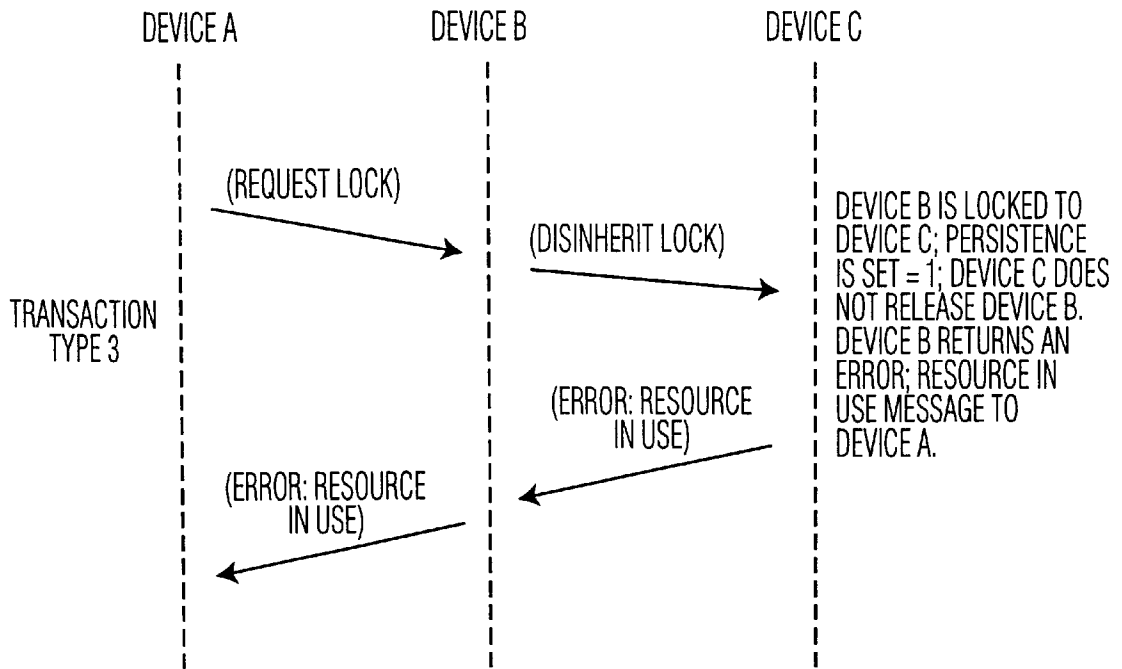 DEVICE A
DEVICE B
DEVICE C
(REQUEST LOCK)
(DISINHERIT LOCK)
TRANSACTION
TYPE 3
DEVICE B IS LOCKED TO
DEVICE C; PERSISTENCE
IS SET = 1; DEVICE C DOES
NOT RELEASE DEVICE B.
DEVICE B RETURNS AN
ERROR; RESOURCE IN
USE MESSAGE TO
DEVICE A.
(ERROR: RESOURCE
IN USE)
(ERROR: RESOURCE
IN USE)